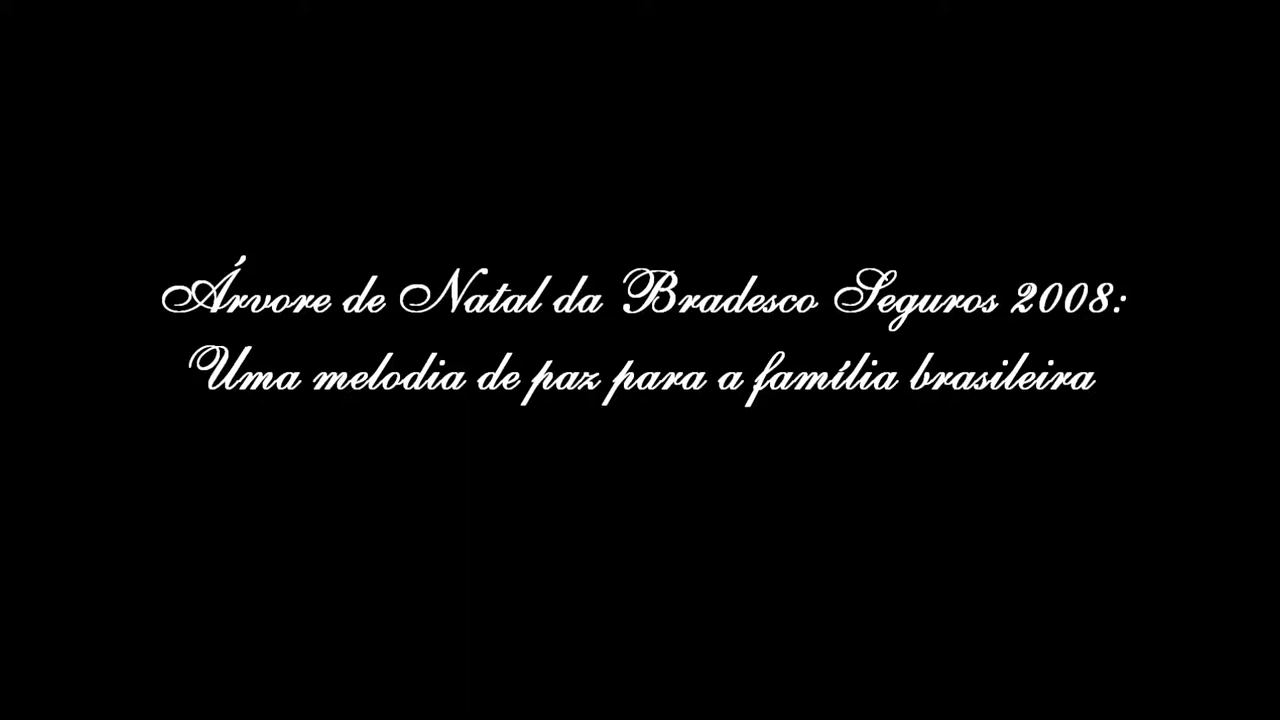 Árvore de Natal da Bradesco Seguros 2008:
Uma melodia de paz para a família brasileira